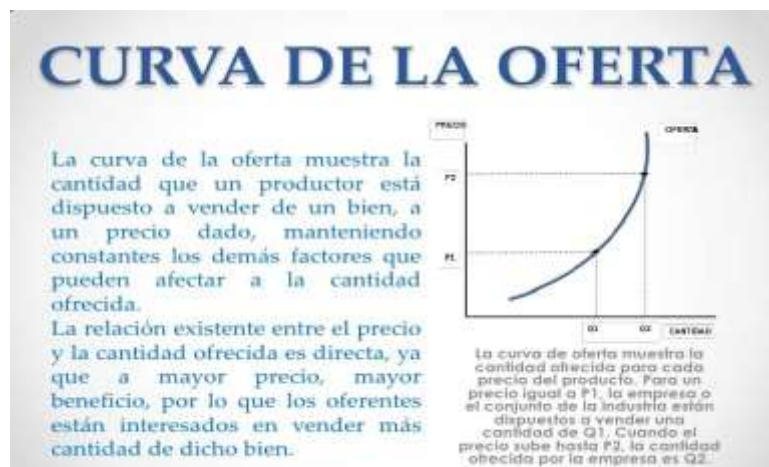 CURVA DE LA OFERTA
La curva de la oferta muestra la
cantidad que un productor está
dispuesto a vender de un bien, a
un precio dado, manteniendo
constantes los demás factores que
pueden afectar a la cantidad
ofrecida.
La relación existente entre el precio
y la cantidad ofrecida es directa, ya
que a mayor precio, mayor
beneficio, por lo que los oferentes
están interesados en vender más
cantidad de dicho bien.
PRECIO
OFERTA
P2
P1
Q1
Q2
CANTIDAD
La curva de oferta muestra la
cantidad ofrecida para cada
precio del producto. Para un
precio igual a P1, la empresa o
el conjunto de la industria están
dispuestos a vender una
cantidad de Q1. Cuando el
precio sube hasta P2, la cantidad
ofrecida por la empresa es Q2.